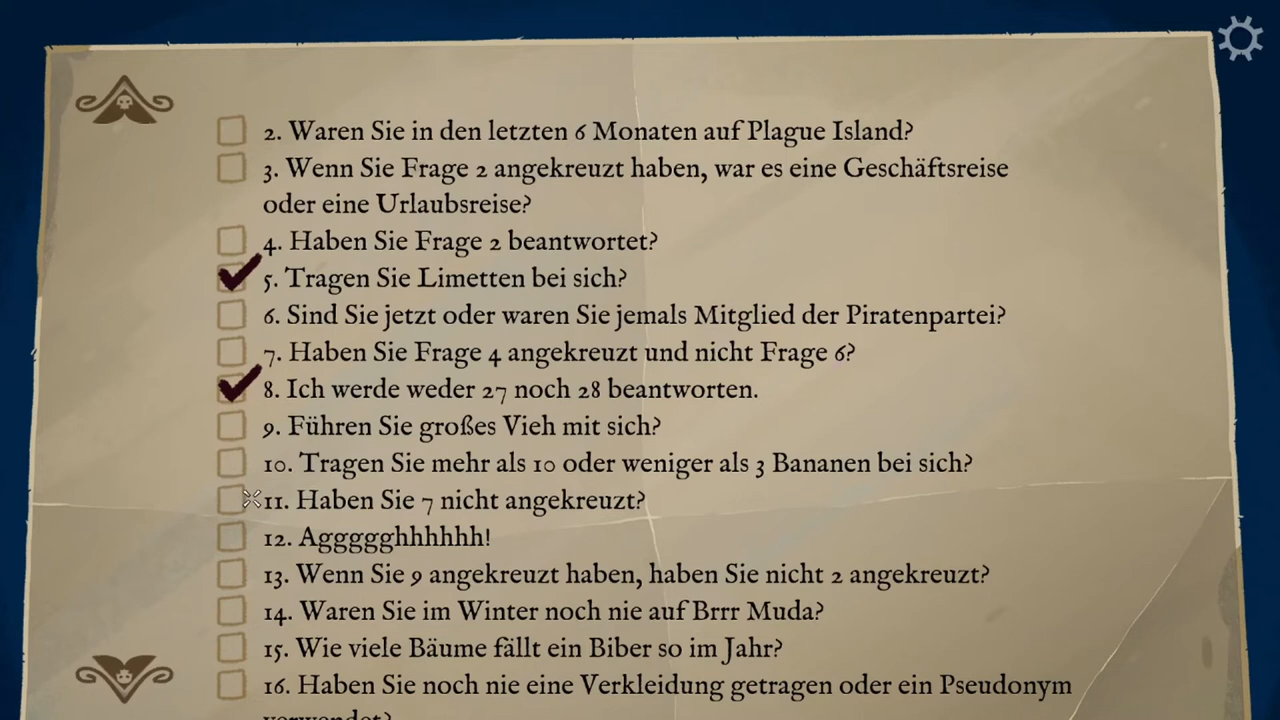 2. Waren Sie in den letzten 6 Monaten auf Plague Island?
3. Wenn Sie Frage 2 angekreuzt haben, war es eine Geschäftsreise
oder eine Urlaubsreise?
4. Haben Sie Frage 2 beantwortet?
5. Tragen Sie Limetten bei sich?
6. Sind Sie jetzt oder waren Sie jemals Mitglied der Piratenpartei?
7. Haben Sie Frage 4 angekreuzt und nicht Frage 6?
8. Ich werde weder 27 noch 28 beantworten.
9. Führen Sie großes Vieh mit sich?
10. Tragen Sie mehr als 10 oder weniger als 3 Bananen bei sich?
11. Haben Sie 7 nicht angekreuzt?
12. Aggggghhhhhh!
13. Wenn Sie 9 angekreuzt haben, haben Sie nicht 2 angekreuzt?
14. Waren Sie im Winter noch nie auf Brrr Muda?
15. Wie viele Bäume fällt ein Biber so im Jahr?
16. Haben Sie noch nie eine Verkleidung getragen oder ein Pseudonym
verwendet?